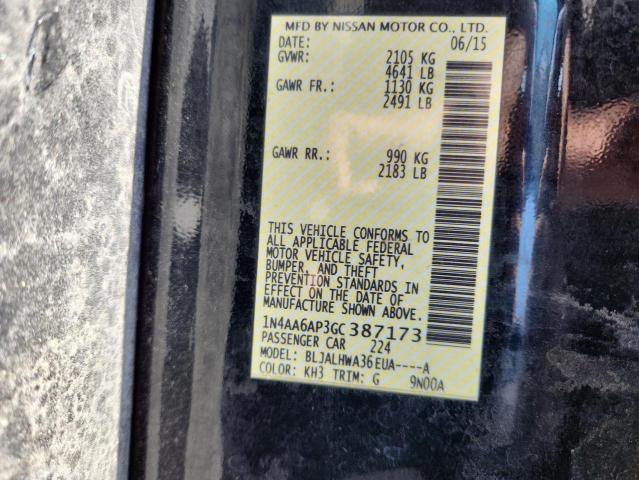 MFD BY NISSAN MOTOR CO., LTD.
DATE: 06/15
GVWR: 2105 KG
4641 LB
GAWR FR.: 1130 KG
2491 LB
GAWR RR.: 990 KG
2183 LB
THIS VEHICLE CONFORMS TO
ALL APPLICABLE FEDERAL
MOTOR VEHICLE SAFETY,
BUMPER, AND THEFT
PREVENTION STANDARDS IN
EFFECT ON THE DATE OF
MANUFACTURE SHOWN ABOVE.
1N4AA6AP3GC387173
PASSENGER CAR 224
MODEL: BLJALHWA36EUA----A
COLOR: KH3 TRIM: G 9N00A